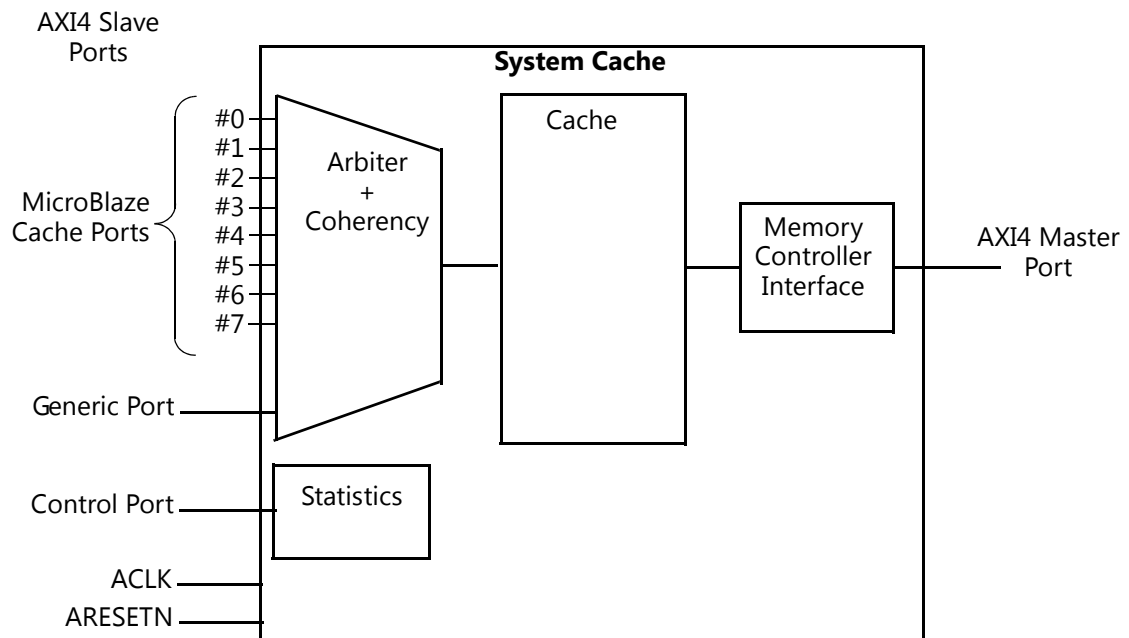 AXI4 Slave
Ports
System Cache
MicroBlaze
Cache Ports
#0
#1
#2
#3
#4
#5
#6
#7
Arbiter
+
Coherency
Cache
Memory
Controller
Interface
AXI4 Master
Port
Generic Port
Control Port
Statistics
ACLK
ARESETN